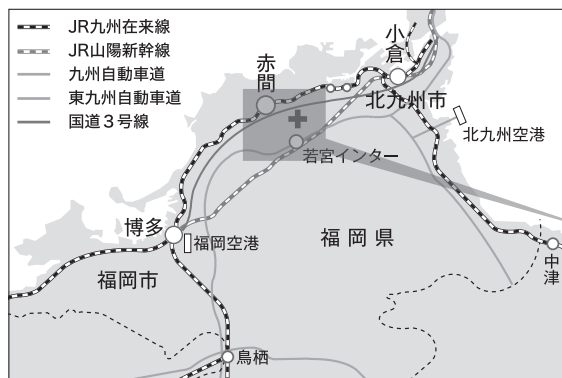 JR九州在来線
JR山陽新幹線
九州自動車道
東九州自動車道
国道3号線
小倉
赤間
北九州市
北九州空港
若宮インター
博多
福岡空港
福岡県
福岡市
中津
鳥栖